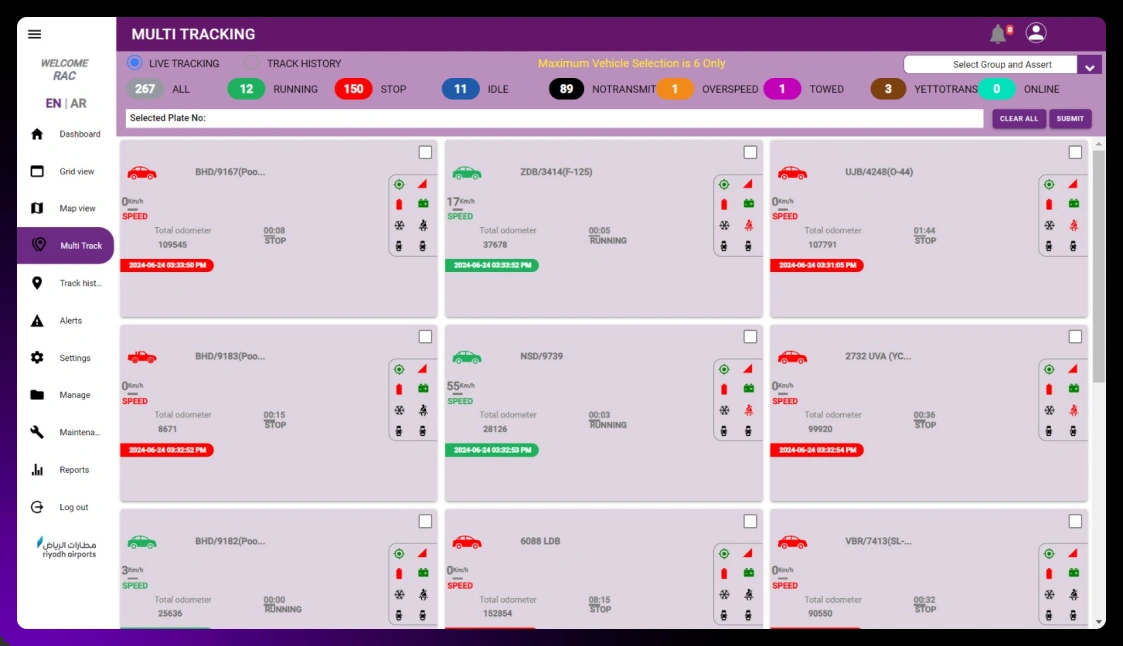 MULTI TRACKING
8
WELCOME
RAC
EN | AR
Dashboard
Grid view
Map view
Multi Track
Track hist...
Alerts
Settings
Manage
Maintena...
Reports
Log out
مطارات الرياض
riyadh airports
LIVE TRACKING TRACK HISTORY Maximum Vehicle Selection is 6 Only Select Group and Assert
267 ALL 12 RUNNING 150 STOP 11 IDLE 89 NOTRANSMIT 1 OVERSPEED 1 TOWED 3 YETTOTRANS 0 ONLINE
Selected Plate No: CLEAR ALL SUBMIT
BHD/9167(Poo...
0Km/h
SPEED
Total odometer 00:08
109545 STOP
2024-06-24 03:33:50 PM
ZDB/3414(F-125)
17Km/h
SPEED
Total odometer 00:05
37678 RUNNING
2024-06-24 03:33:52 PM
UJB/4248(O-44)
0Km/h
SPEED
Total odometer 01:44
107791 STOP
2024-06-24 03:31:05 PM
BHD/9183(Poo...
0Km/h
SPEED
Total odometer 00:15
8671 STOP
2024-06-24 03:32:52 PM
NSD/9739
55Km/h
SPEED
Total odometer 00:03
28126 RUNNING
2024-06-24 03:32:53 PM
2732 UVA (YC...
0Km/h
SPEED
Total odometer 00:36
99920 STOP
2024-06-24 03:32:54 PM
BHD/9182(Poo...
3Km/h
SPEED
Total odometer 00:00
25636 RUNNING
6088 LDB
0Km/h
SPEED
Total odometer 08:15
152854 STOP
VBR/7413(SL-...
0Km/h
SPEED
Total odometer 00:32
90550 STOP